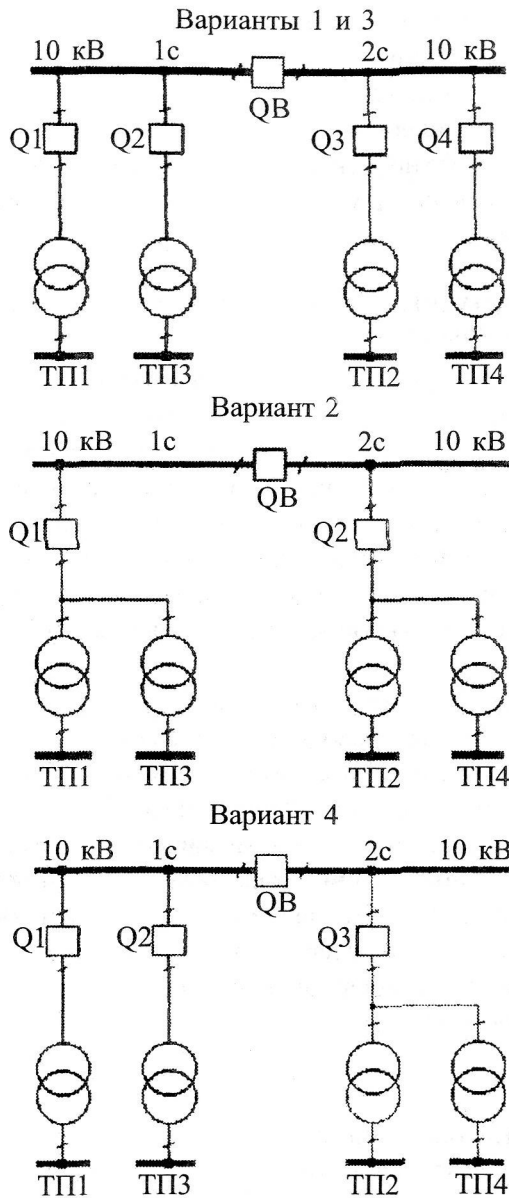 Варианты 1 и 3
10 кВ 1с 2с 10 кВ
QB
Q1 Q2 Q3 Q4
ТП1 ТП3 ТП2 ТП4
Вариант 2
10 кВ 1с 2с 10 кВ
QB
Q1 Q2
ТП1 ТП3 ТП2 ТП4
Вариант 4
10 кВ 1с 2с 10 кВ
QB
Q1 Q2 Q3
ТП1 ТП3 ТП2 ТП4